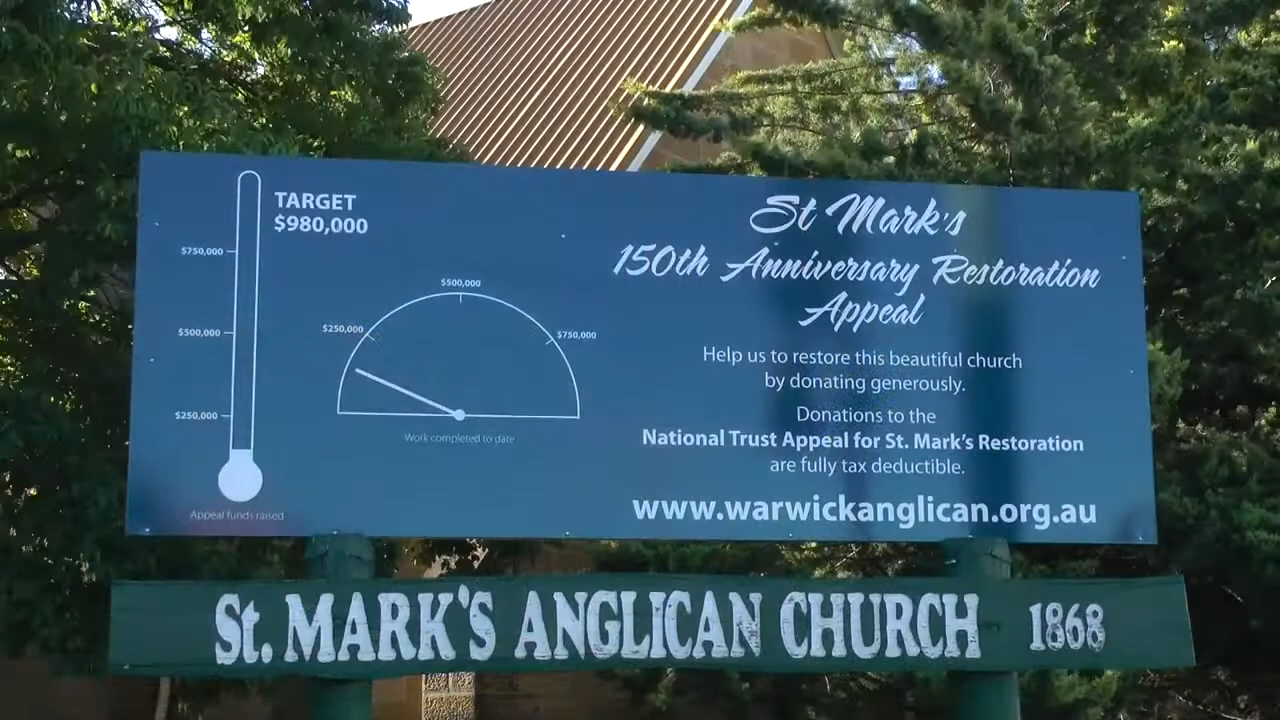 TARGET
$980,000
$750,000
$500,000
$250,000
Appeal funds raised
$500,000
$250,000
$750,000
Work completed to date
St Mark's
150th Anniversary Restoration
Appeal
Help us to restore this beautiful church
by donating generously.
Donations to the
National Trust Appeal for St. Mark's Restoration
are fully tax deductible.
www.warwickanglican.org.au
St. MARK'S ANGLICAN CHURCH 1868